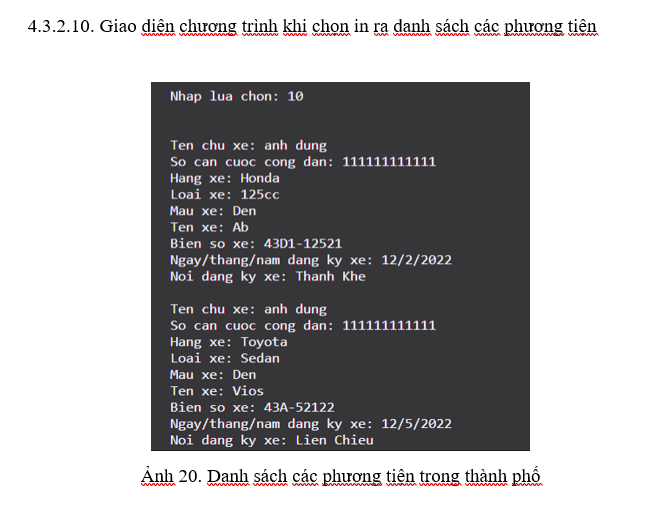 4.3.2.10. Giao diện chương trình khi chọn in ra danh sách các phương tiện
Nhap lua chon: 10
Ten chu xe: anh dung
So can cuoc cong dan: 111111111111
Hang xe: Honda
Loai xe: 125cc
Mau xe: Den
Ten xe: Ab
Bien so xe: 43D1-12521
Ngay/thang/nam dang ky xe: 12/2/2022
Noi dang ky xe: Thanh Khe
Ten chu xe: anh dung
So can cuoc cong dan: 111111111111
Hang xe: Toyota
Loai xe: Sedan
Mau xe: Den
Ten xe: Vios
Bien so xe: 43A-52122
Ngay/thang/nam dang ky xe: 12/5/2022
Noi dang ky xe: Lien Chieu
Ảnh 20. Danh sách các phương tiện trong thành phố